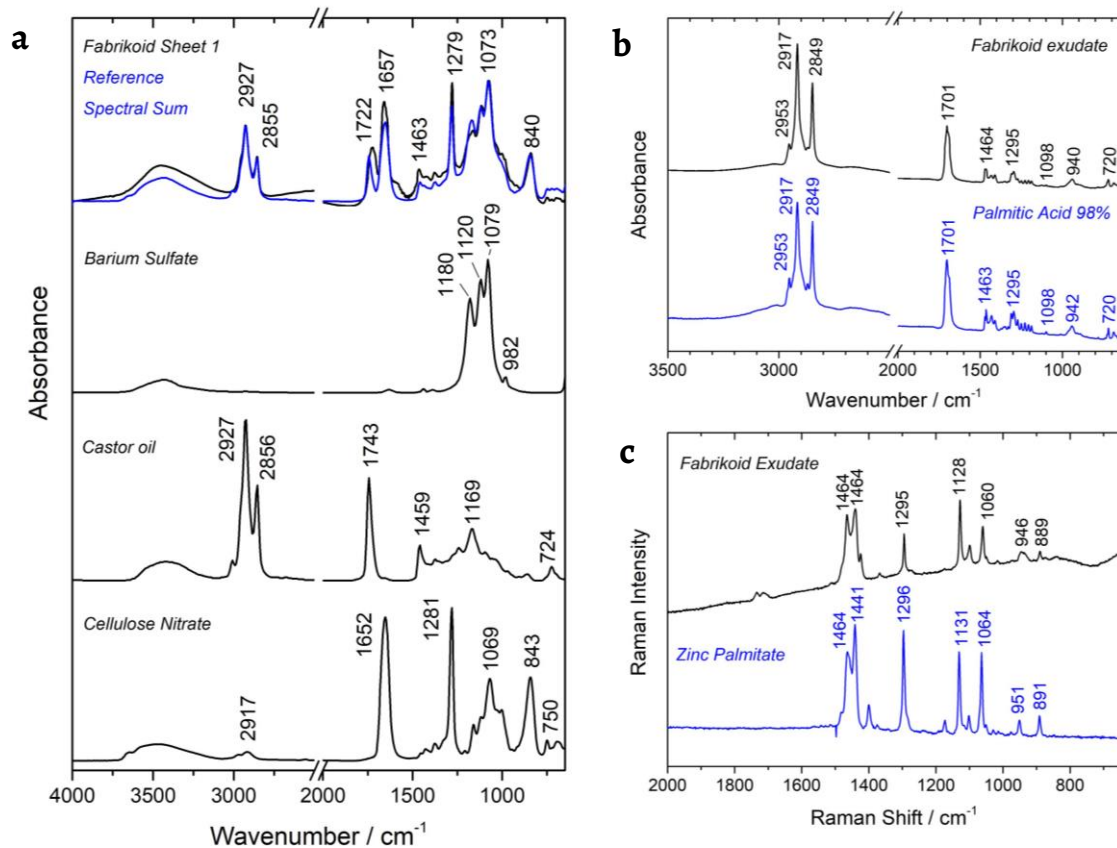 a
Fabrikoid Sheet 1
Reference
Spectral Sum
2927
2855
1722
1657
1463
1279
1073
840
Barium Sulfate
1180
1120
1079
982
Castor oil
2927
2856
1743
1459
1169
724
Cellulose Nitrate
2917
1652
1281
1069
843
750
Absorbance
4000 3500 3000 2000 1500 1000
Wavenumber / cm-1
b
Fabrikoid exudate
2953
2917
2849
1701
1464
1295
1098
940
720
Palmitic Acid 98%
2953
2917
2849
1701
1463
1295
1098
942
720
Absorbance
3500 3000 2000 1500 1000
Wavenumber / cm-1
c
Fabrikoid Exudate
1464
1464
1295
1128
1060
946
889
Zinc Palmitate
1464
1441
1296
1131
1064
951
891
Raman Intensity
2000 1800 1600 1400 1200 1000 800
Raman Shift / cm-1